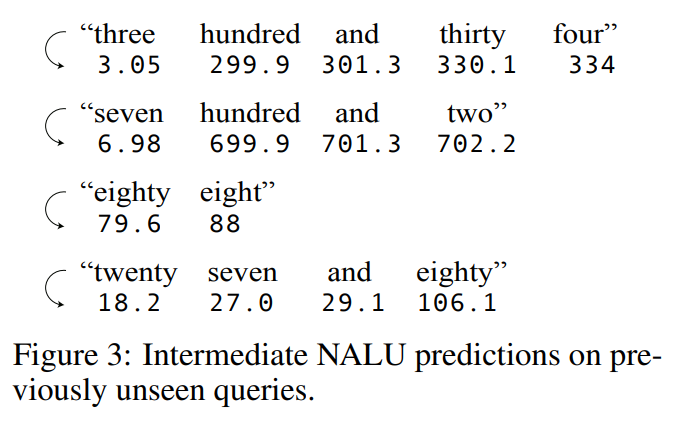 “three hundred and thirty four”
3.05 299.9 301.3 330.1 334
“seven hundred and two”
6.98 699.9 701.3 702.2
“eighty eight”
79.6 88
“twenty seven and eighty”
18.2 27.0 29.1 106.1
Figure 3: Intermediate NALU predictions on pre-
viously unseen queries.